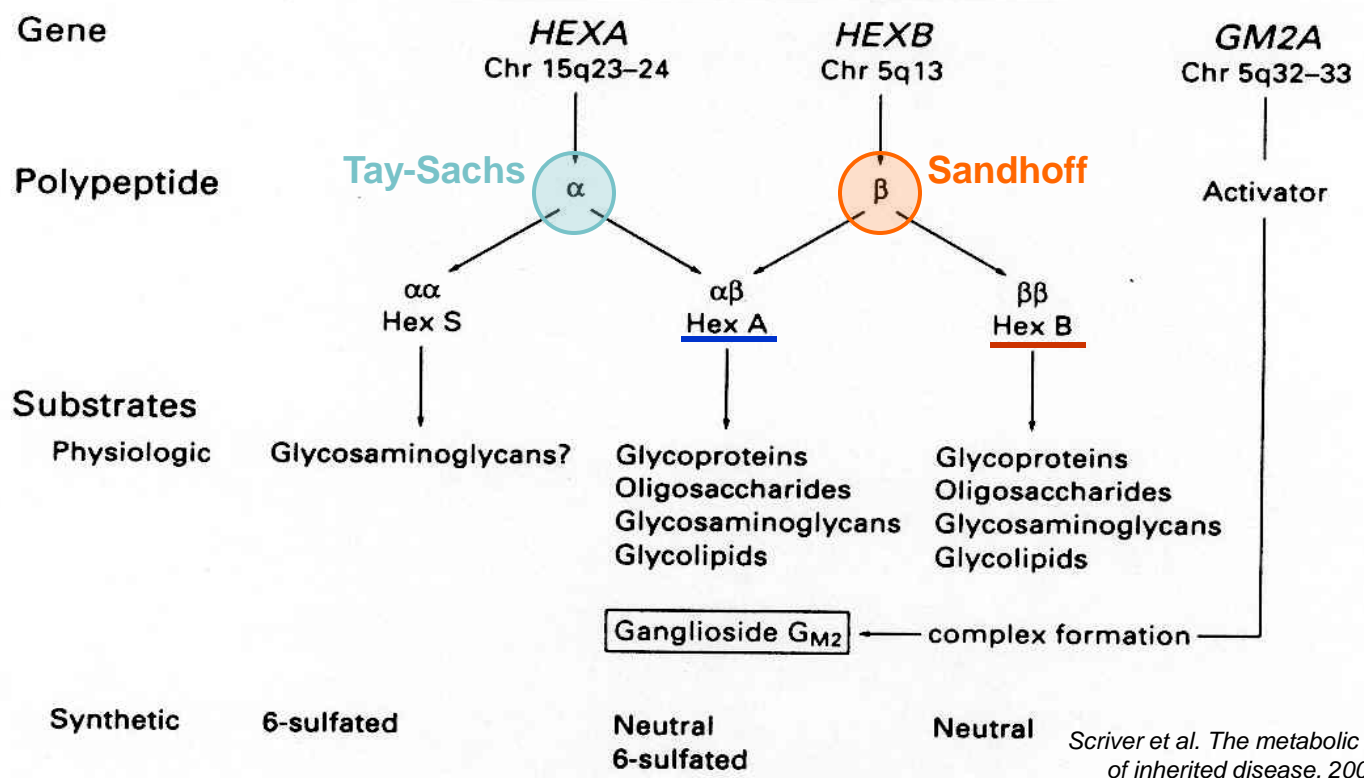 Gene
HEXA
HEXB
GM2A
Chr 15q23–24
Chr 5q13
Chr 5q32–33
Tay-Sachs
Sandhoff
Polypeptide
α
β
Activator
αα
αβ
ββ
Hex S
Hex A
Hex B
Substrates
Physiologic
Glycosaminoglycans?
Glycoproteins
Oligosaccharides
Glycosaminoglycans
Glycolipids
Glycoproteins
Oligosaccharides
Glycosaminoglycans
Glycolipids
Ganglioside GM2
complex formation
Synthetic
6-sulfated
Neutral
6-sulfated
Neutral
Scriver et al. The metabolic
of inherited disease. 200